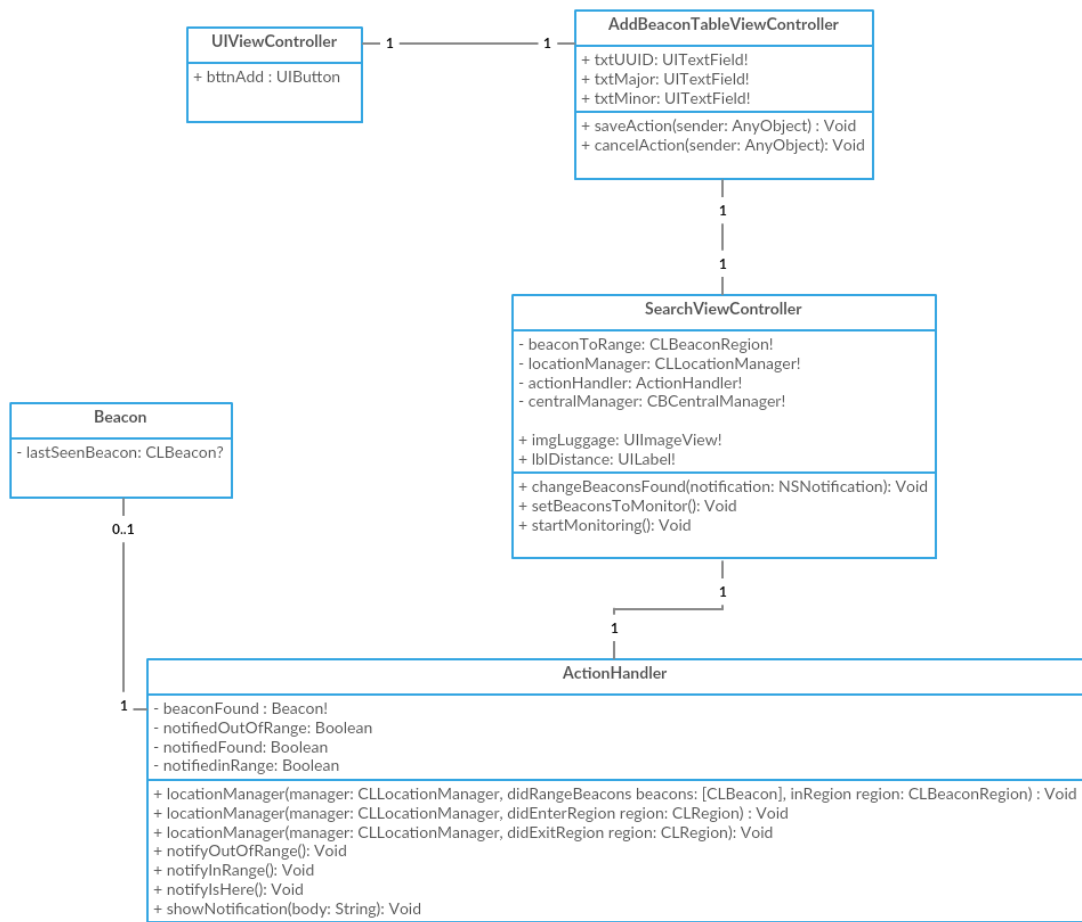 UIViewController
+ bttnAdd : UIButton
1
1
AddBeaconTableViewController
+ txtUUID: UITextField!
+ txtMajor: UITextField!
+ txtMinor: UITextField!
+ saveAction(sender: AnyObject) : Void
+ cancelAction(sender: AnyObject): Void
1
1
SearchViewController
- beaconToRange: CLBeaconRegion!
- locationManager: CLLocationManager!
- actionHandler: ActionHandler!
- centralManager: CBCentralManager!
+ imgLuggage: UIImageView!
+ lblDistance: UILabel!
+ changeBeaconsFound(notification: NSNotification): Void
+ setBeaconsToMonitor(): Void
+ startMonitoring(): Void
Beacon
- lastSeenBeacon: CLBeacon?
0..1
1
1
1
ActionHandler
- beaconFound : Beacon!
- notifiedOutOfRange: Boolean
- notifiedFound: Boolean
- notifiedinRange: Boolean
+ locationManager(manager: CLLocationManager, didRangeBeacons beacons: [CLBeacon], inRegion region: CLBeaconRegion) : Void
+ locationManager(manager: CLLocationManager, didEnterRegion region: CLRegion) : Void
+ locationManager(manager: CLLocationManager, didExitRegion region: CLRegion): Void
+ notifyOutOfRange(): Void
+ notifyInRange(): Void
+ notifyIsHere(): Void
+ showNotification(body: String): Void